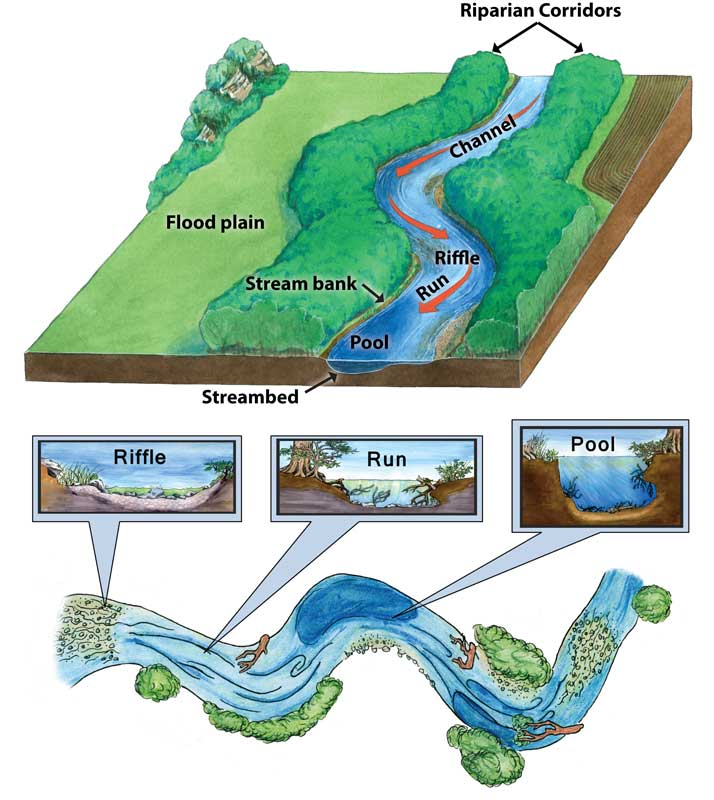 Riparian Corridors
Channel
Flood plain
Riffle
Stream bank
Run
Pool
Streambed
Riffle
Run
Pool